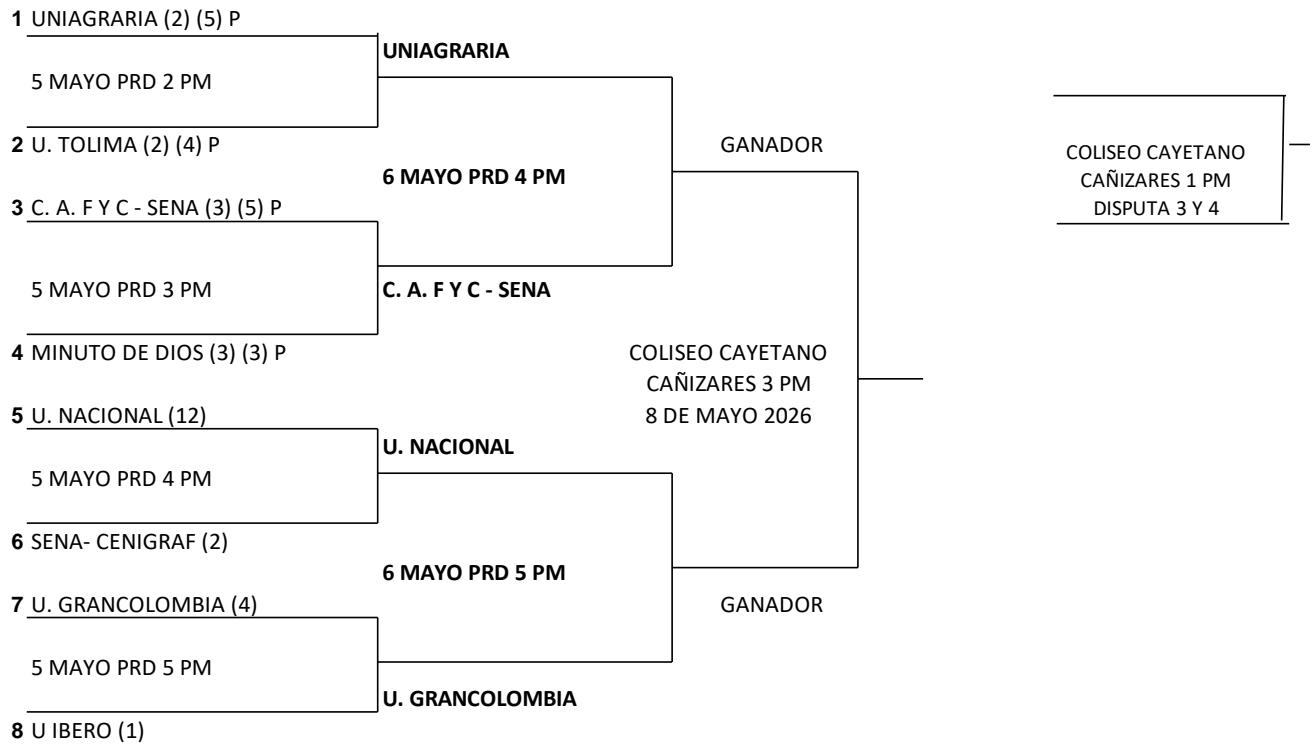 1 UNIAGRARIA (2) (5) P
UNIAGRARIA
5 MAYO PRD 2 PM
2 U. TOLIMA (2) (4) P
GANADOR
6 MAYO PRD 4 PM
3 C. A. F Y C - SENA (3) (5) P
5 MAYO PRD 3 PM
C. A. F Y C - SENA
4 MINUTO DE DIOS (3) (3) P
COLISEO CAYETANO
CAÑIZARES 3 PM
8 DE MAYO 2026
5 U. NACIONAL (12)
U. NACIONAL
5 MAYO PRD 4 PM
6 SENA- CENIGRAF (2)
6 MAYO PRD 5 PM
7 U. GRANCOLOMBIA (4)
GANADOR
5 MAYO PRD 5 PM
U. GRANCOLOMBIA
8 U IBERO (1)
COLISEO CAYETANO
CAÑIZARES 1 PM
DISPUTA 3 Y 4